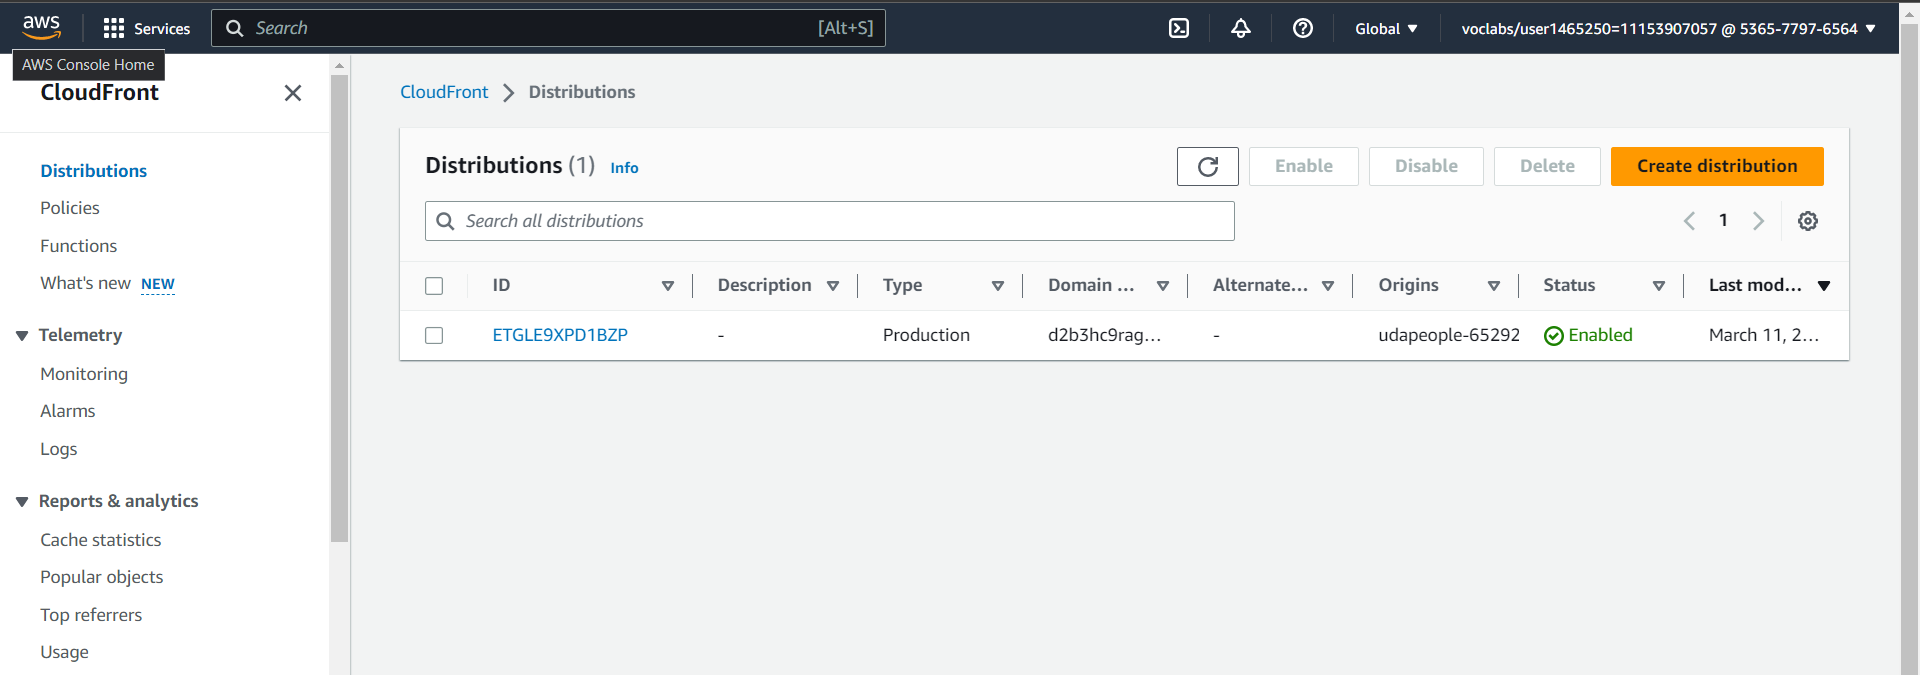 aws
Services
Search
[Alt+S]
Global
voclabs/user1465250=11153907057 @ 5365-7797-6564
AWS Console Home
CloudFront
Distributions
Policies
Functions
What's new NEW
Telemetry
Monitoring
Alarms
Logs
Reports & analytics
Cache statistics
Popular objects
Top referrers
Usage
CloudFront Distributions
Distributions (1) Info
Enable
Disable
Delete
Create distribution
Search all distributions
1
ID Description Type Domain ... Alternate... Origins Status Last mod...
ETGLE9XPD1BZP - Production d2b3hc9rag... - udapeople-65292 Enabled March 11, 2...